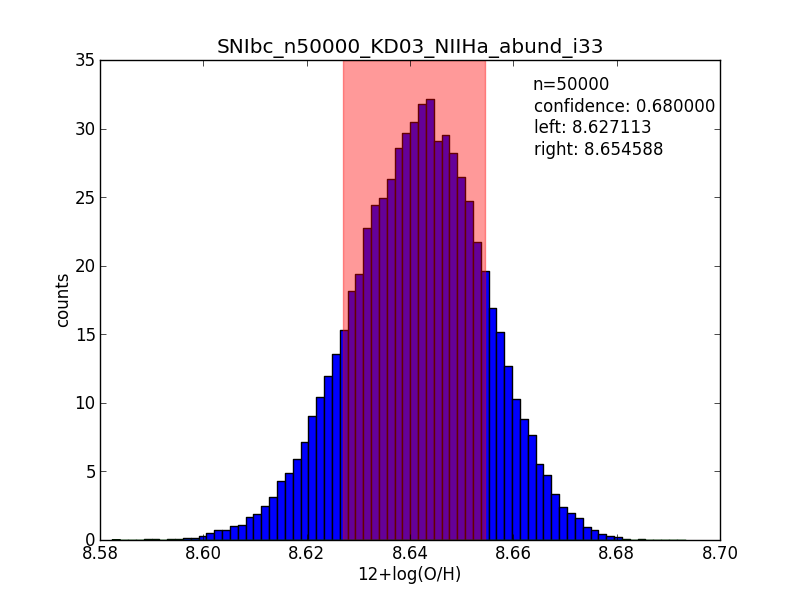 SNIbc_n50000_KD03_NIIHa_abund_i33
35
30
25
20
15
10
5
0
counts
n=50000
confidence: 0.680000
left: 8.627113
right: 8.654588
8.58 8.60 8.62 8.64 8.66 8.68 8.70
12+log(O/H)